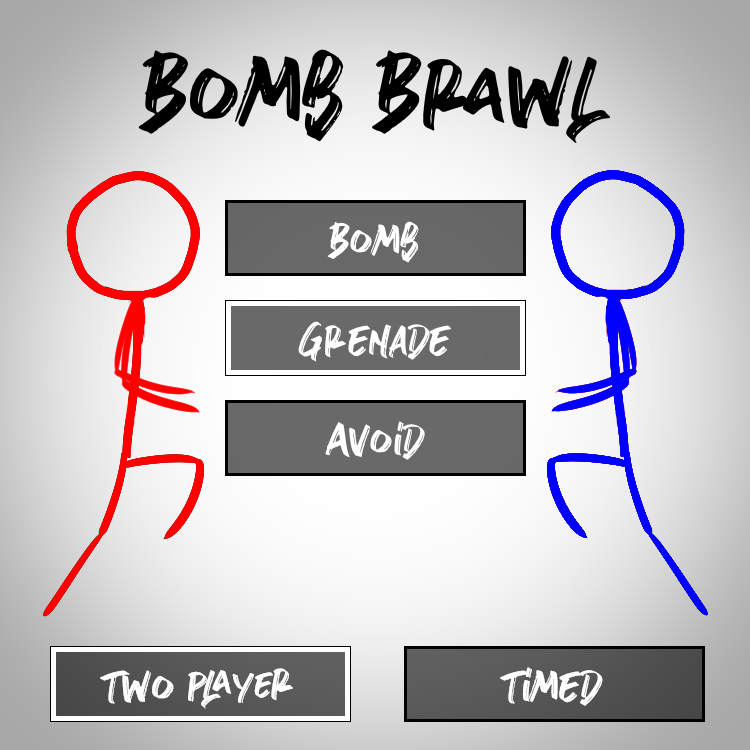 BOMB BRAWL
BOMB
GRENADE
AVOID
TWO PLAYER
TIMED